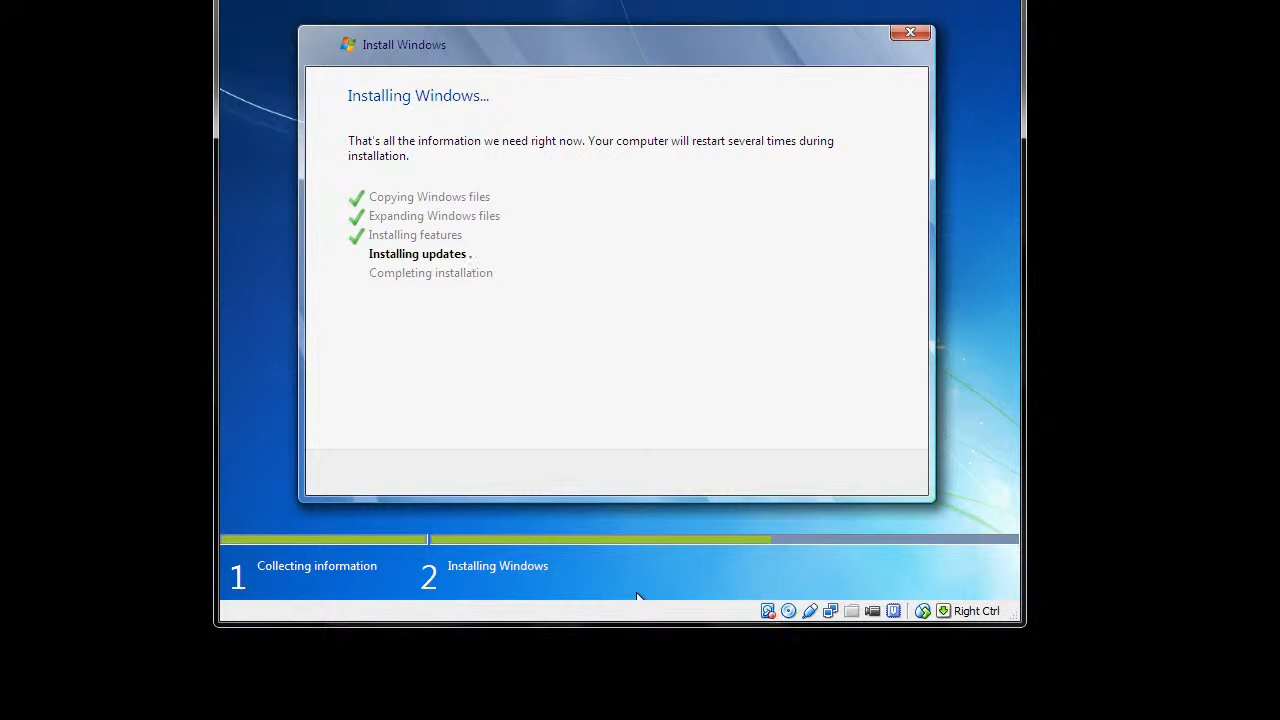 Install Windows
Installing Windows...
That's all the information we need right now. Your computer will restart several times during
installation.
Copying Windows files
Expanding Windows files
Installing features
Installing updates .
Completing installation
1 Collecting information
2 Installing Windows
Right Ctrl